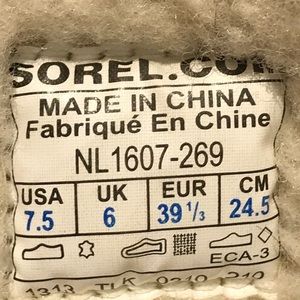 SOREL.COM
MADE IN CHINA
Fabriqué En Chine
NL1607-269
USA UK EUR CM
7.5 6 39 1/3 24.5
ECA-3